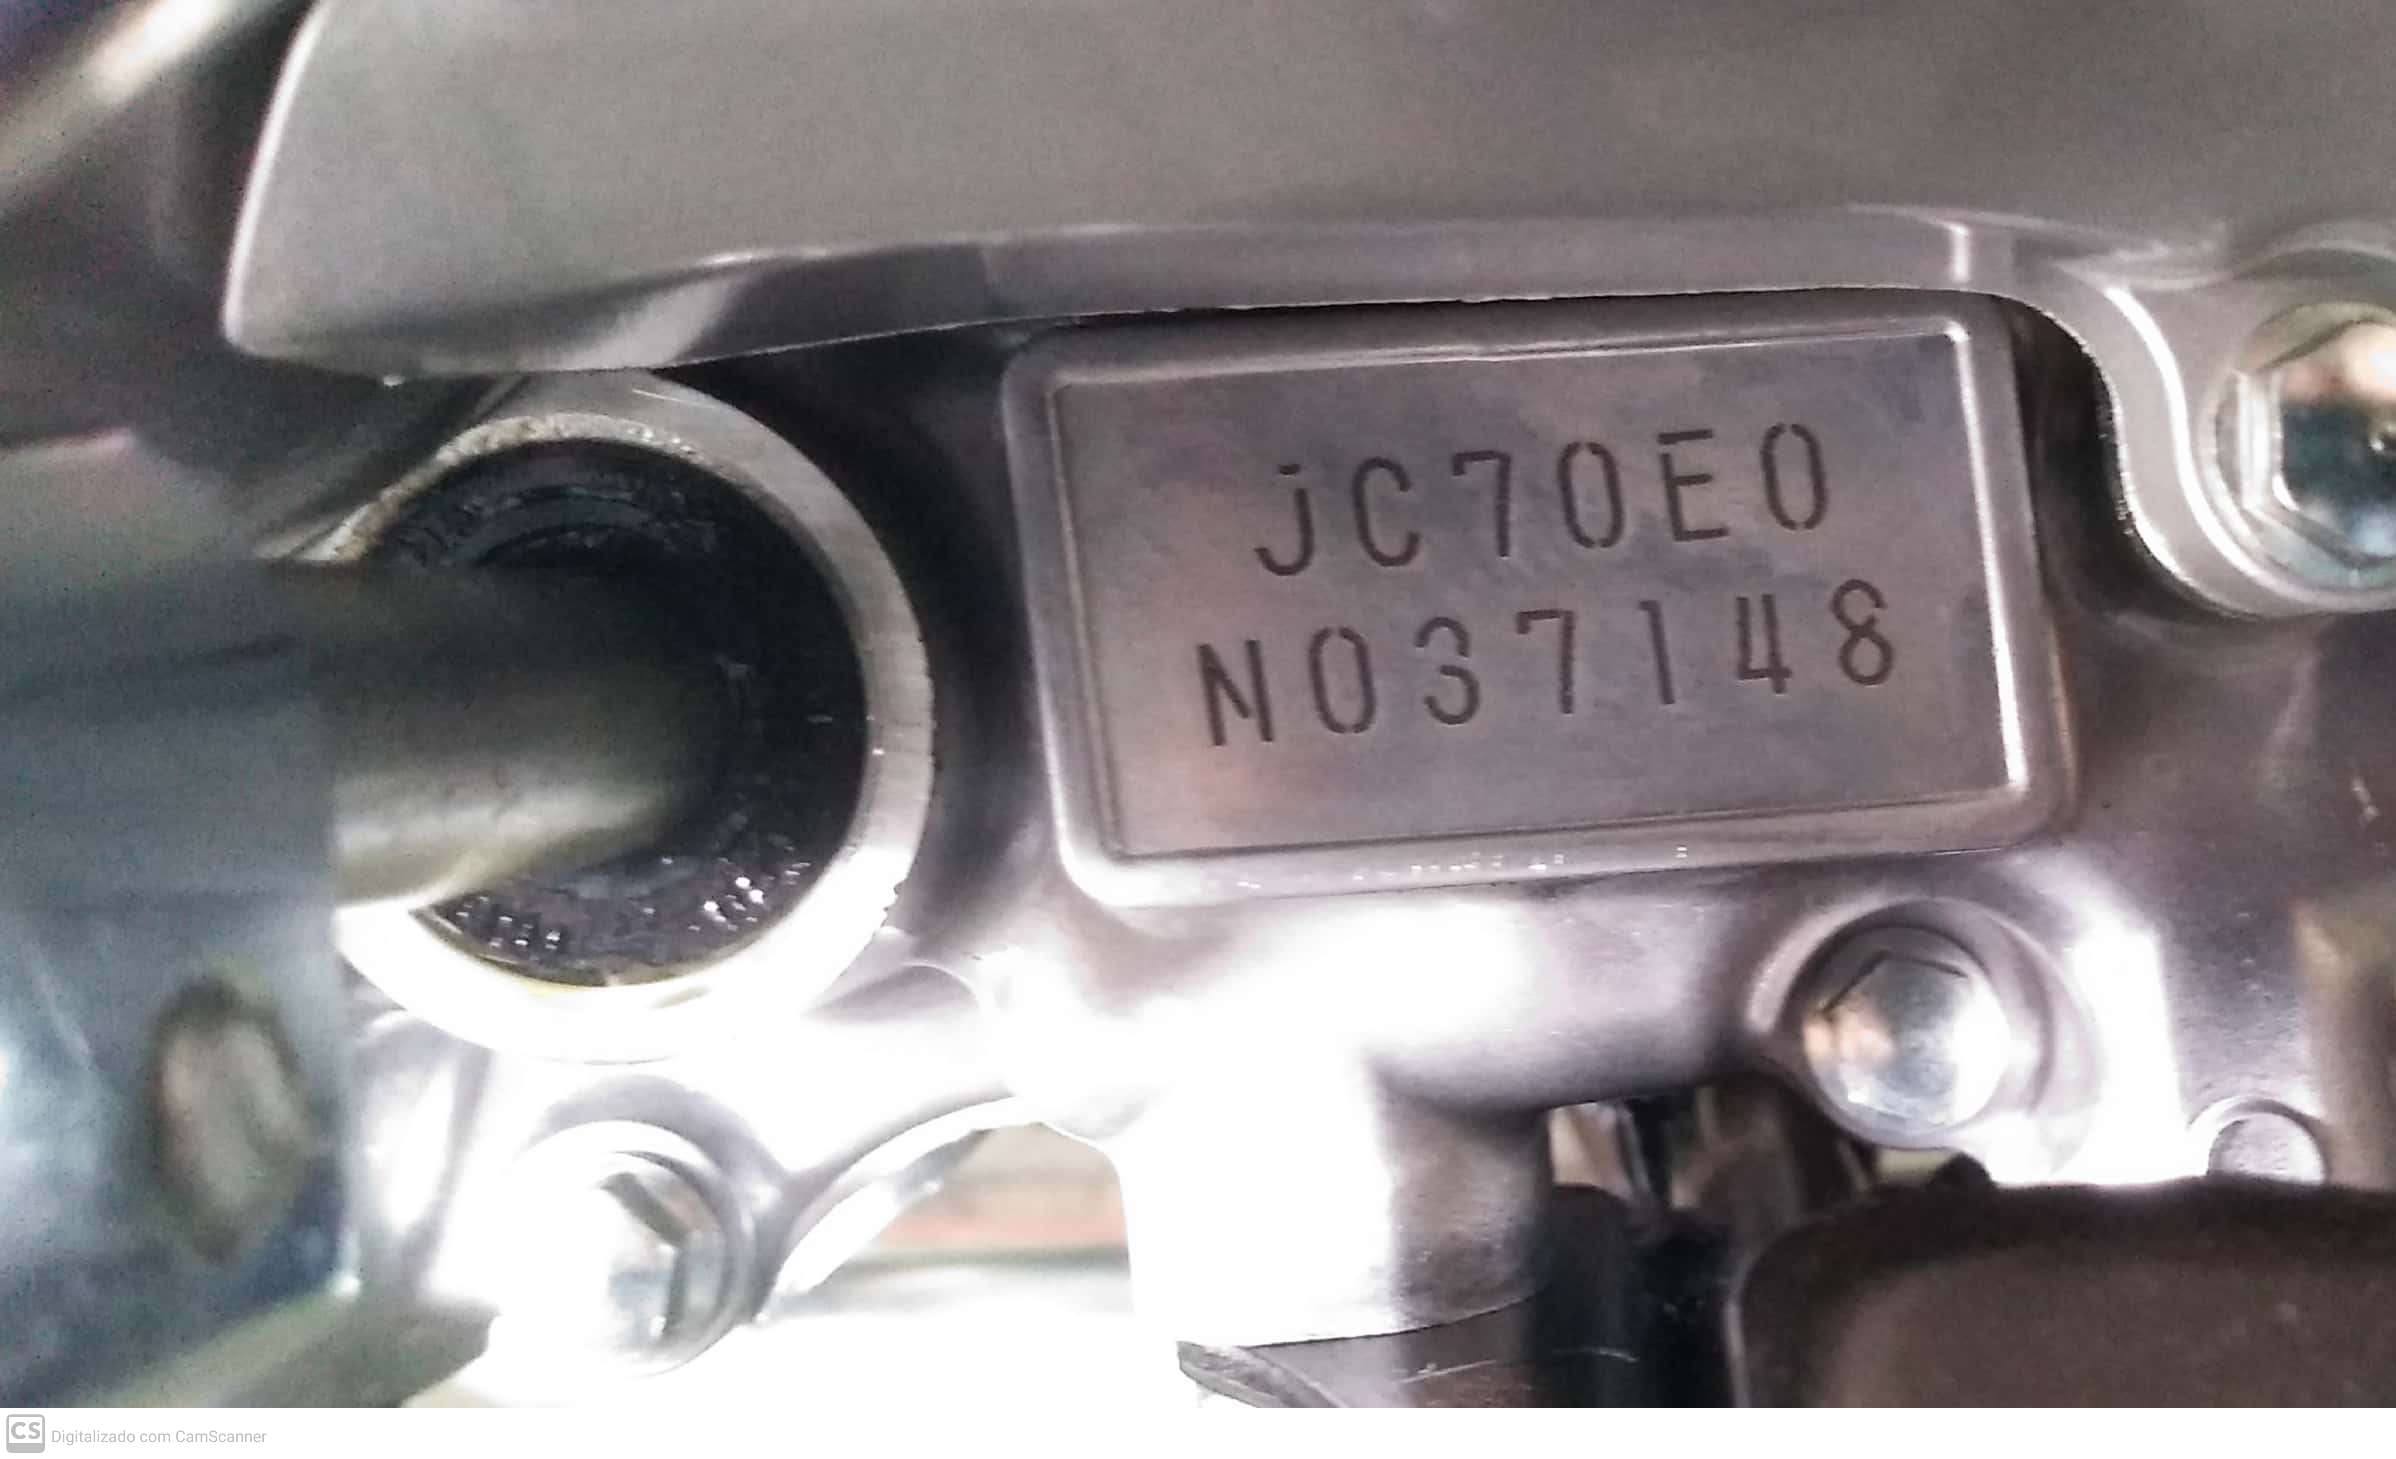 jC70E0
N037148
CS Digitalizado com CamScanner